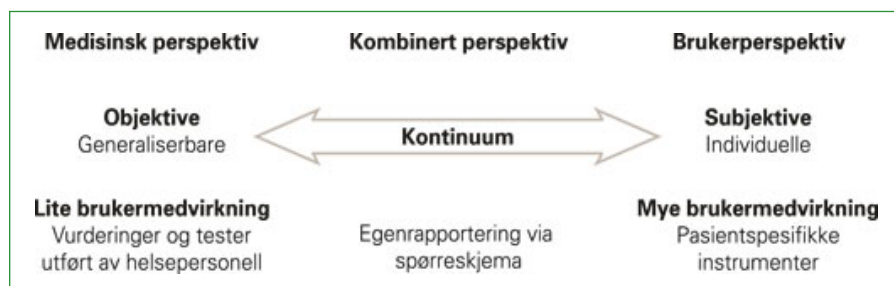 Medisinsk perspektiv
Kombinert perspektiv
Brukerperspektiv
Objektive
Generaliserbare
Kontinuum
Subjektive
Individuelle
Lite brukermedvirkning
Vurderinger og tester
utført av helsepersonell
Egenrapportering via
spørreskjema
Mye brukermedvirkning
Pasientspesifikke
instrumenter